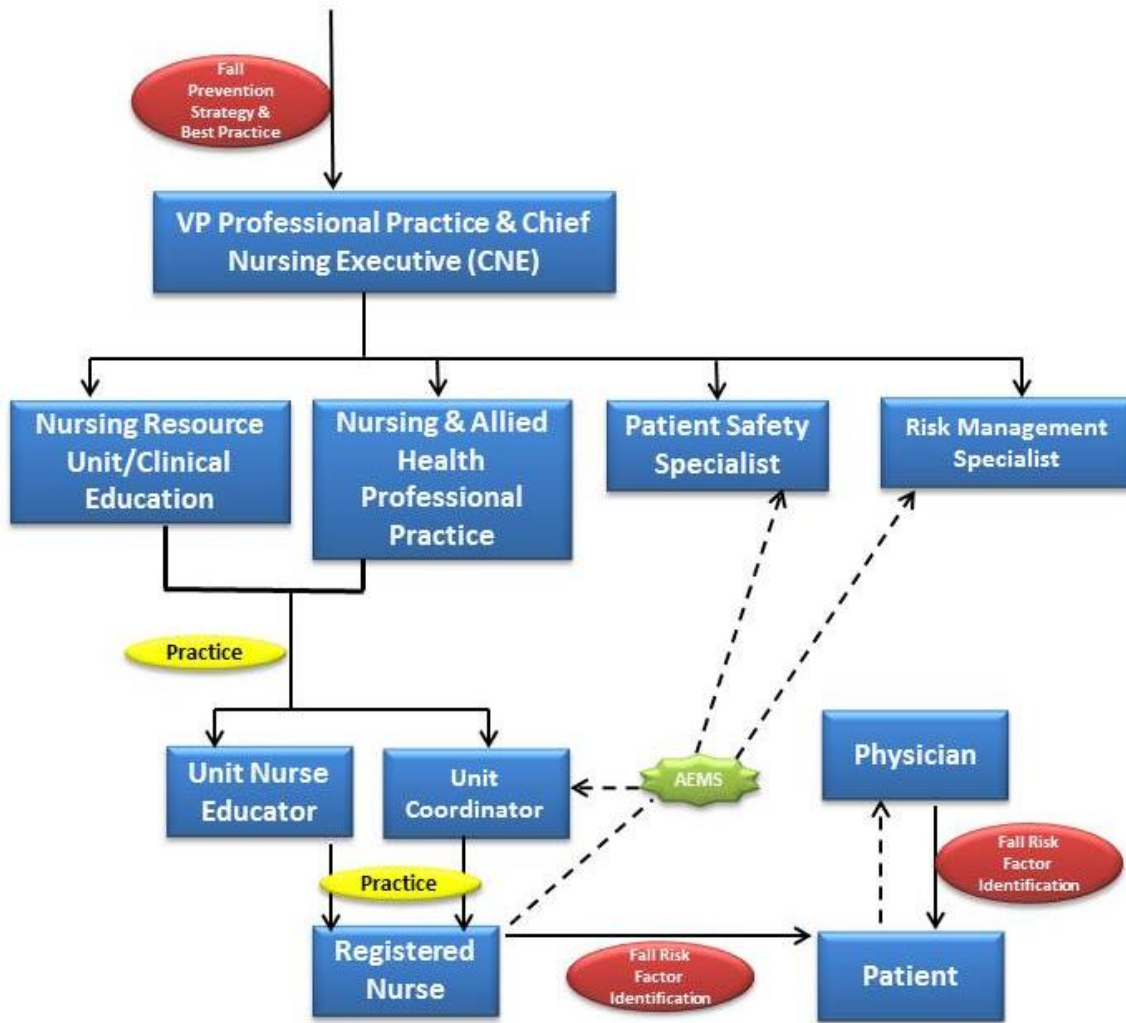 Fall
Prevention
Strategy &
Best Practice
VP Professional Practice & Chief
Nursing Executive (CNE)
Nursing Resource
Unit/Clinical
Education
Nursing & Allied
Health
Professional
Practice
Patient Safety
Specialist
Risk Management
Specialist
Practice
Unit Nurse
Educator
Unit
Coordinator
AEMS
Physician
Practice
Fall Risk
Factor
Identification
Registered
Nurse
Fall Risk
Factor
Identification
Patient